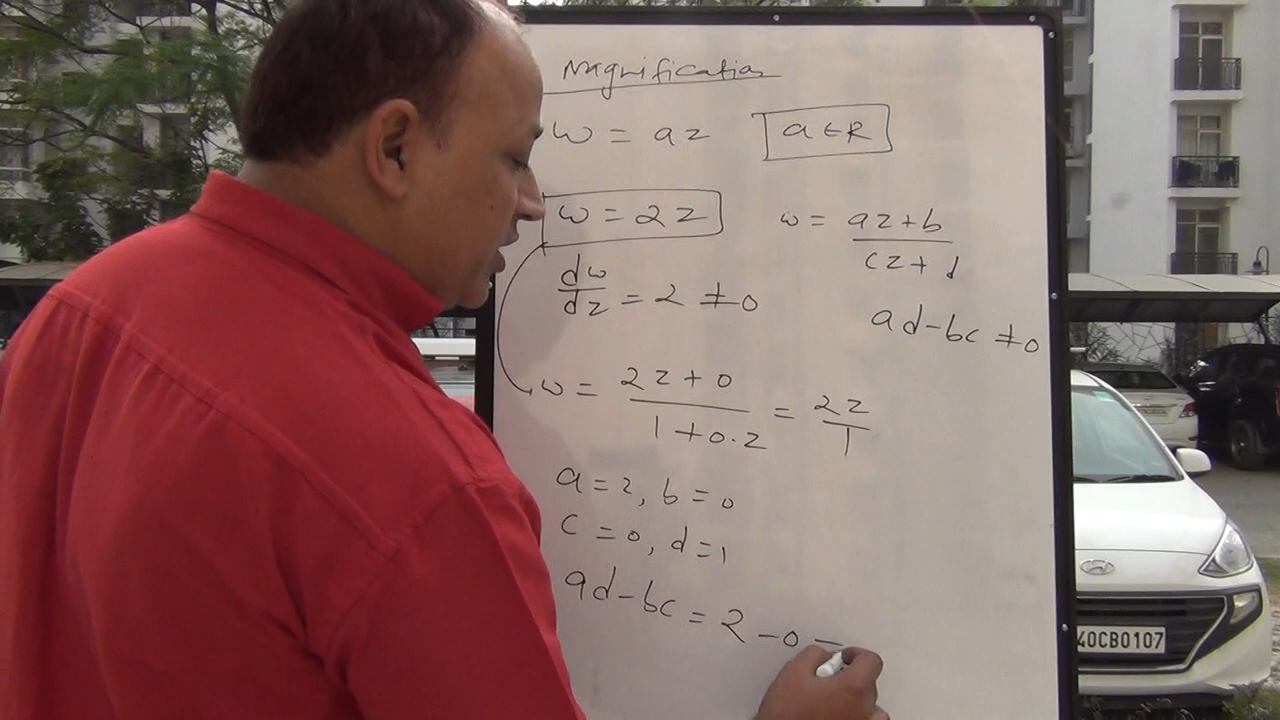 Magnification
w = az a ∈ R
w = 2z w = az+b / cz+d
dw/dz = 2 ≠ 0 ad-bc ≠ 0
w = 2z+0 / 1+0.z = 2z/1
a = 2, b = 0
c = 0, d = 1
ad-bc = 2-0 =
40CB0107